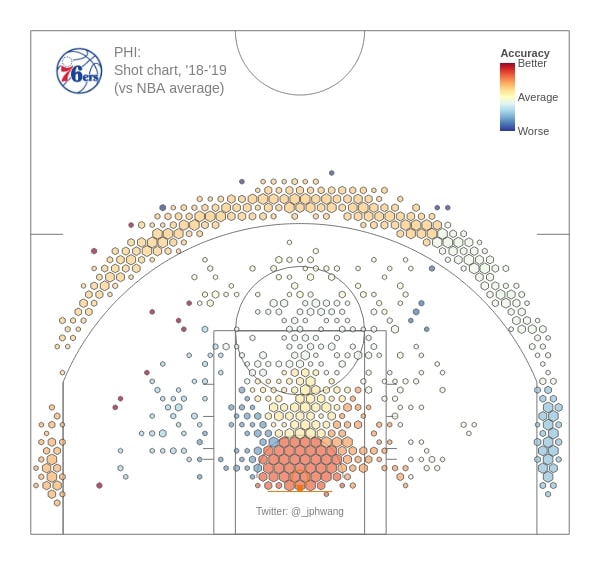 PHI:
Shot chart, '18-'19
(vs NBA average)
76ers
Accuracy
Better
Average
Worse
Twitter: @_jphwang